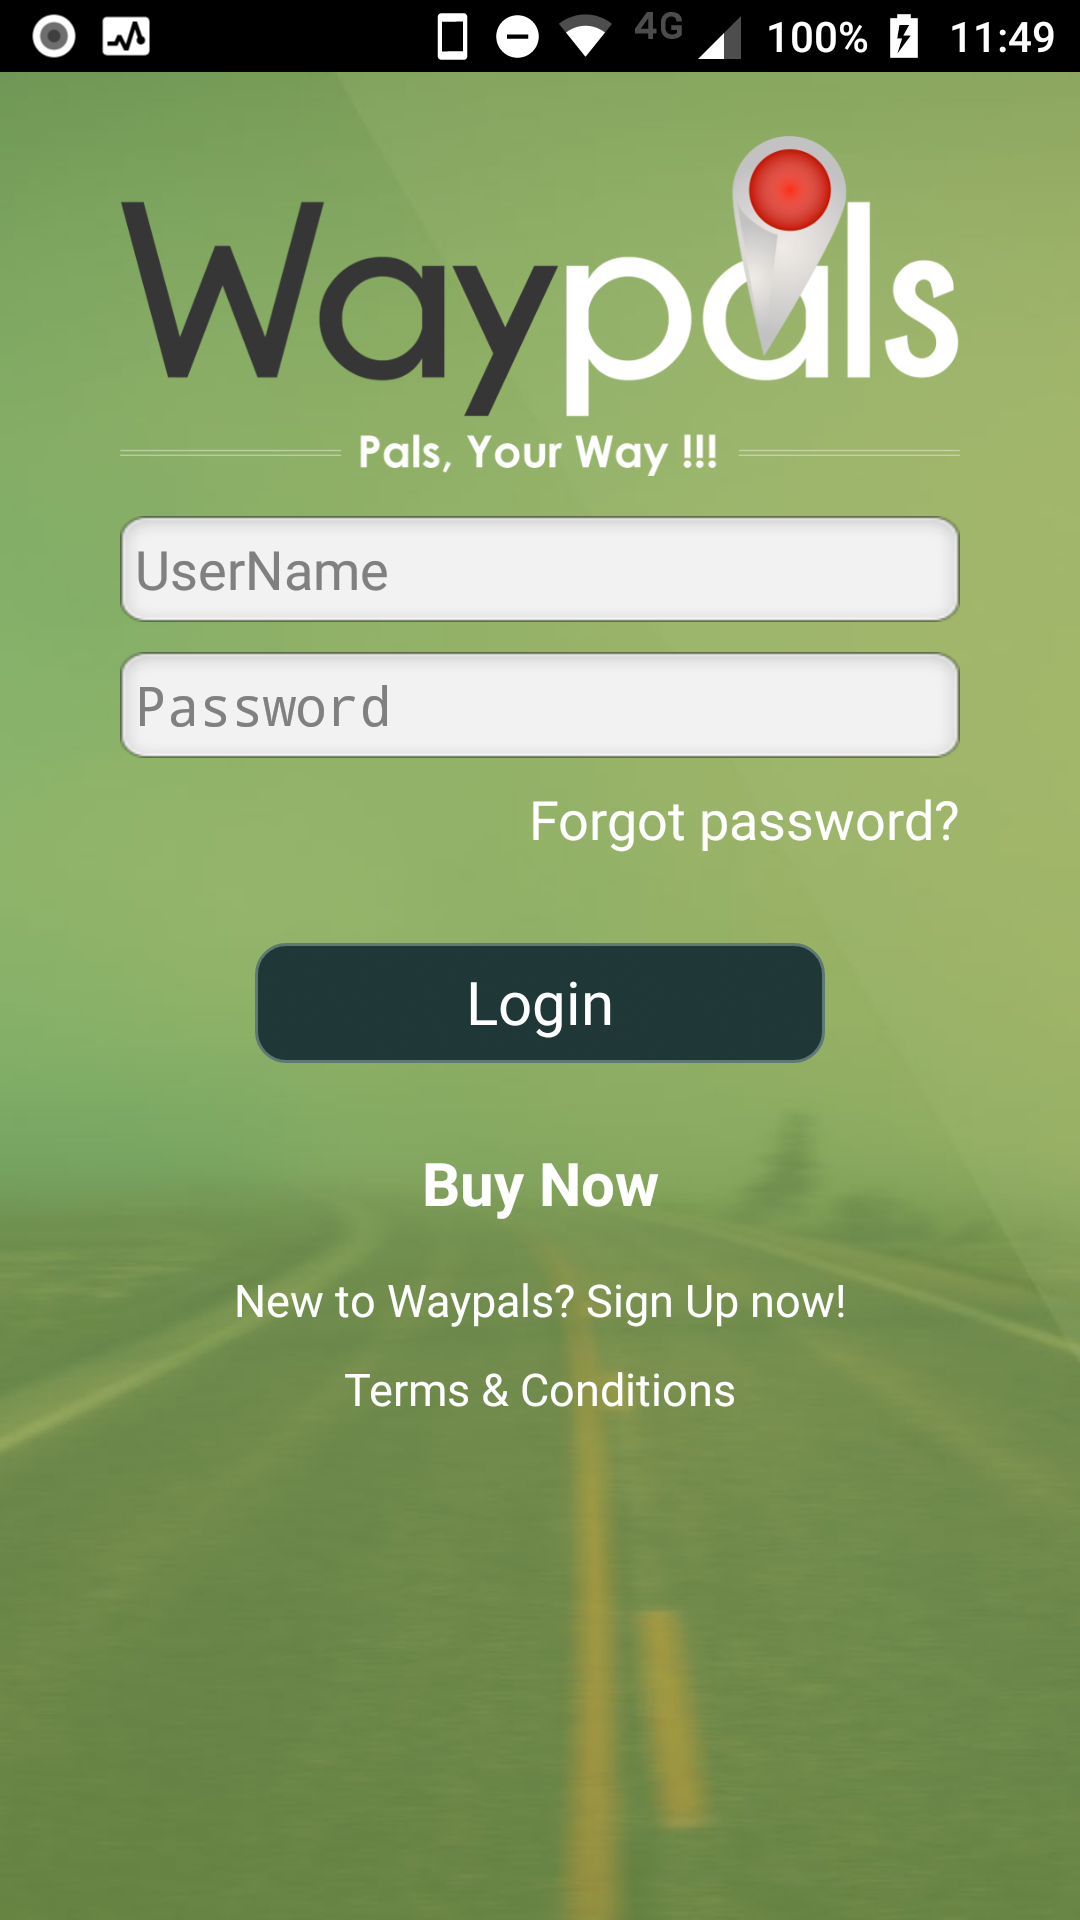 4G 100% 11:49
Waypals
Pals, Your Way !!!
UserName
Password
Forgot password?
Login
Buy Now
New to Waypals? Sign Up now!
Terms & Conditions